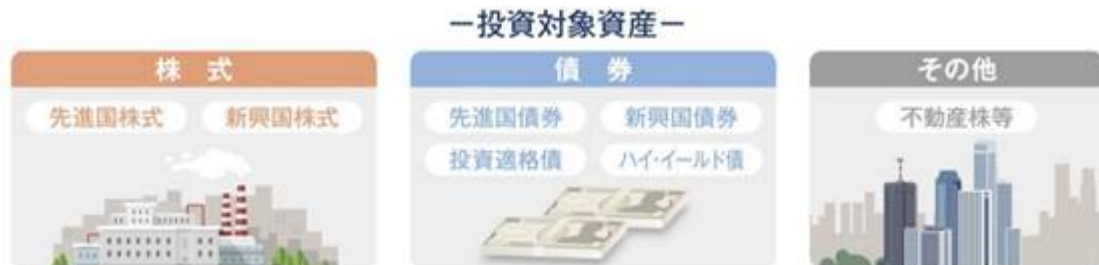 ー投資対象資産ー
株 式
先進国株式 新興国株式
債 券
先進国債券 新興国債券
投資適格債 ハイ・イールド債
その他
不動産株等